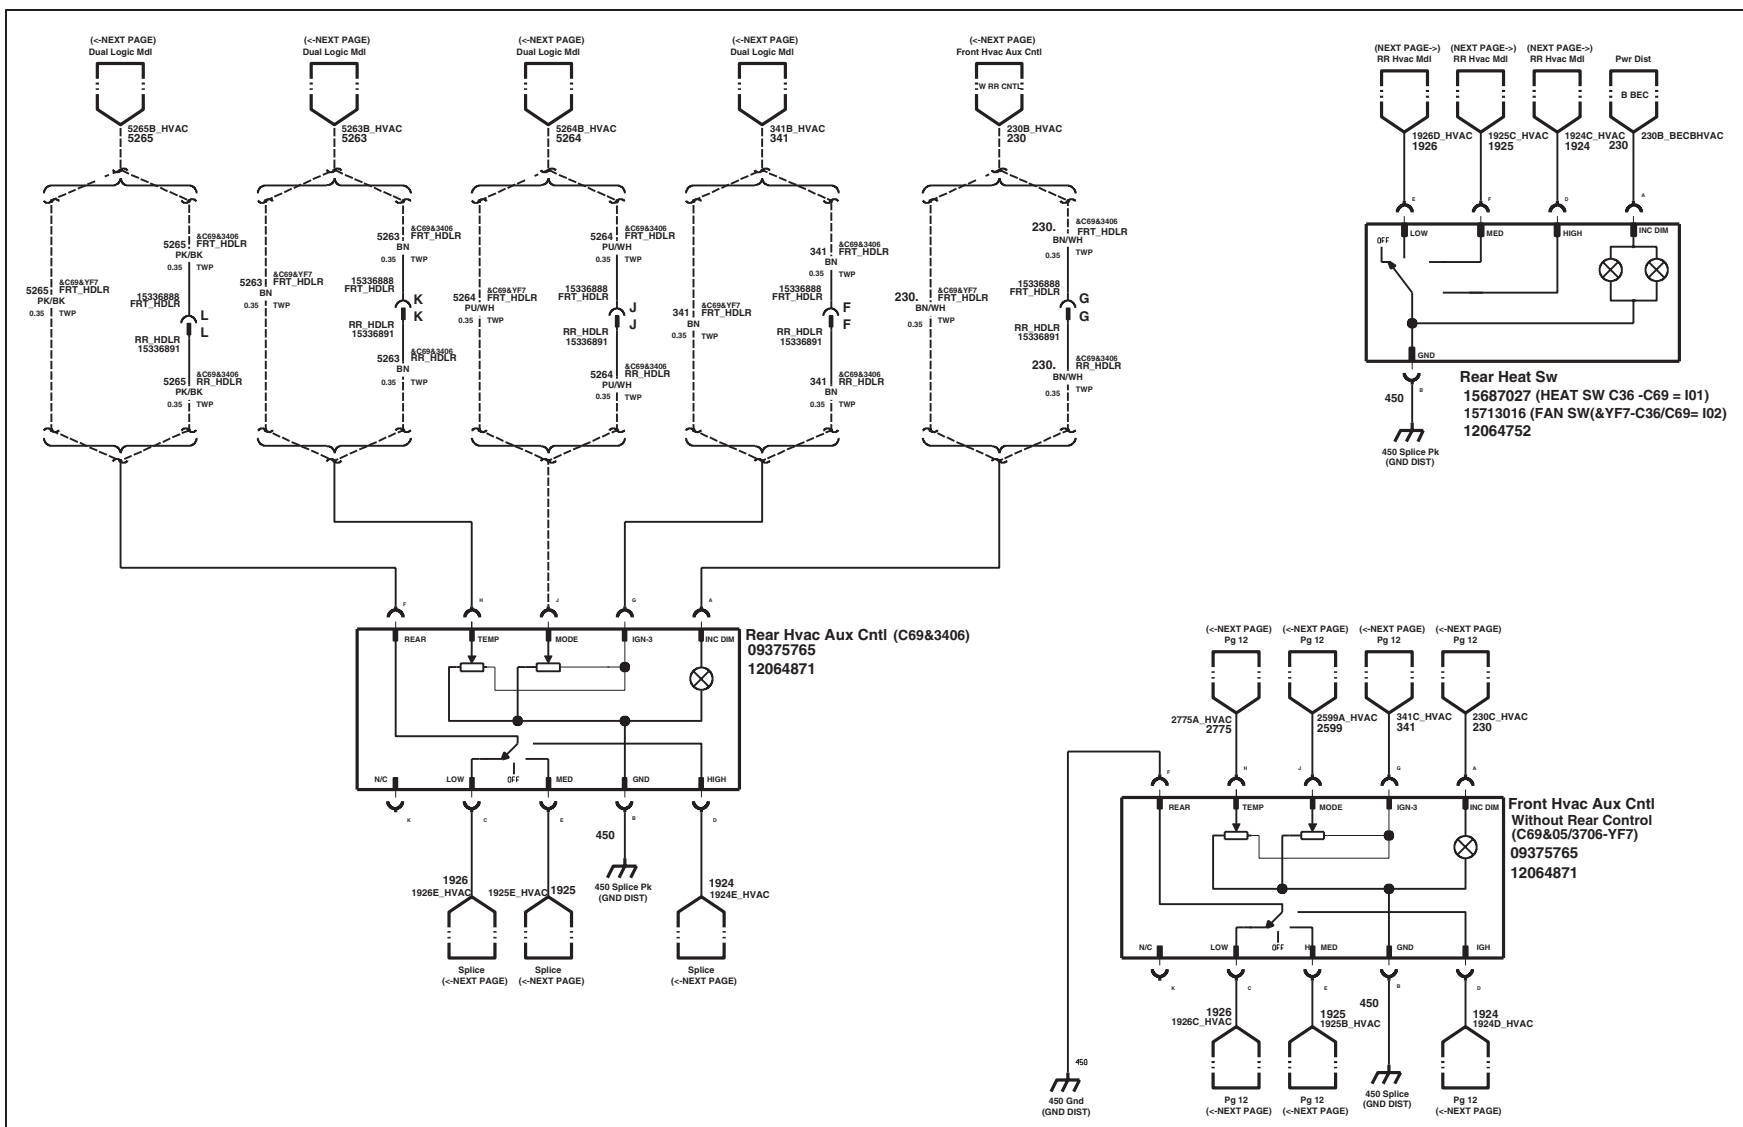 (<-NEXT PAGE)
Dual Logic Mdl
5265B_HVAC
5265
(<-NEXT PAGE)
Dual Logic Mdl
5263B_HVAC
5263
(<-NEXT PAGE)
Dual Logic Mdl
5264B_HVAC
5264
(<-NEXT PAGE)
Dual Logic Mdl
341B_HVAC
341
(<-NEXT PAGE)
Front Hvac Aux Cntl
W RR CNTL
230B_HVAC
230
5265
&C69&YF7
FRT_HDLR
PK/BK
0.35 TWP
5265
&C69&3406
FRT_HDLR
PK/BK
0.35 TWP
15336888
FRT_HDLR
L
L
RR_HDLR
15336891
5265
&C69&3406
RR_HDLR
PK/BK
0.35 TWP
5263
&C69&YF7
FRT_HDLR
BN
0.35 TWP
5263
&C69&3406
FRT_HDLR
BN
0.35 TWP
15336888
FRT_HDLR
K
K
RR_HDLR
15336891
5263
&C69&3406
RR_HDLR
BN
0.35 TWP
5264
&C69&YF7
FRT_HDLR
PU/WH
0.35 TWP
5264
&C69&3406
FRT_HDLR
PU/WH
0.35 TWP
15336888
FRT_HDLR
J
J
RR_HDLR
15336891
5264
&C69&3406
RR_HDLR
PU/WH
0.35 TWP
341
&C69&YF7
FRT_HDLR
BN
0.35 TWP
341
&C69&3406
FRT_HDLR
BN
0.35 TWP
15336888
FRT_HDLR
F
F
RR_HDLR
15336891
341
&C69&3406
RR_HDLR
BN
0.35 TWP
230.
&C69&YF7
FRT_HDLR
BN/WH
0.35 TWP
230.
&C69&3406
FRT_HDLR
BN/WH
0.35 TWP
15336888
FRT_HDLR
G
G
RR_HDLR
15336891
230.
&C69&3406
RR_HDLR
BN/WH
0.35 TWP
(NEXT PAGE->)
RR Hvac Mdl
1926D_HVAC
1926
(NEXT PAGE->)
RR Hvac Mdl
1925C_HVAC
1925
(NEXT PAGE->)
RR Hvac Mdl
1924C_HVAC
1924
Pwr Dist
B BEC
230
230B_BECBHVAC
E F D A
LOW MED HIGH INC DIM
OFF
GND
B
450
450 Splice Pk
(GND DIST)
Rear Heat Sw
15687027 (HEAT SW C36 -C69 = I01)
15713016 (FAN SW(&YF7-C36/C69= I02)
12064752
F H J G A
REAR TEMP MODE IGN-3 INC DIM
N/C LOW OFF MED GND HIGH
K C E B D
Rear Hvac Aux Cntl (C69&3406)
09375765
12064871
1926
1926E_HVAC
Splice
(<-NEXT PAGE)
1925E_HVAC 1925
Splice
(<-NEXT PAGE)
450
450 Splice Pk
(GND DIST)
1924
1924E_HVAC
Splice
(<-NEXT PAGE)
(<-NEXT PAGE)
Pg 12
2775A_HVAC
2775
(<-NEXT PAGE)
Pg 12
2599A_HVAC
2599
(<-NEXT PAGE)
Pg 12
341C_HVAC
341
(<-NEXT PAGE)
Pg 12
230C_HVAC
230
F H J G A
REAR TEMP MODE IGN-3 INC DIM
N/C LOW OFF H MED GND IGH
K C E B D
Front Hvac Aux Cntl
Without Rear Control
(C69&05/3706-YF7)
09375765
12064871
450
450 Gnd
(GND DIST)
1926
1926C_HVAC
Pg 12
(<-NEXT PAGE)
1925
1925B_HVAC
Pg 12
(<-NEXT PAGE)
450
450 Splice
(GND DIST)
1924
1924D_HVAC
Pg 12
(<-NEXT PAGE)